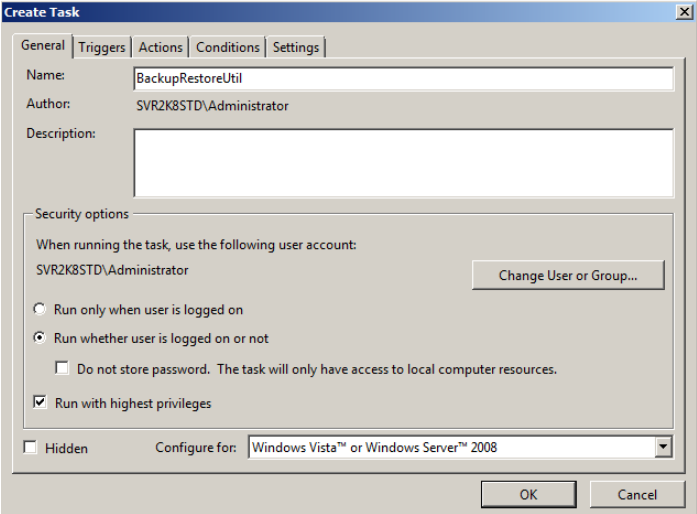 Create Task
General Triggers Actions Conditions Settings
Name: BackupRestoreUtil
Author: SVR2K8STD\Administrator
Description:
Security options
When running the task, use the following user account:
SVR2K8STD\Administrator
Change User or Group...
Run only when user is logged on
Run whether user is logged on or not
Do not store password. The task will only have access to local computer resources.
Run with highest privileges
Hidden Configure for: Windows Vista™ or Windows Server™ 2008
OK Cancel